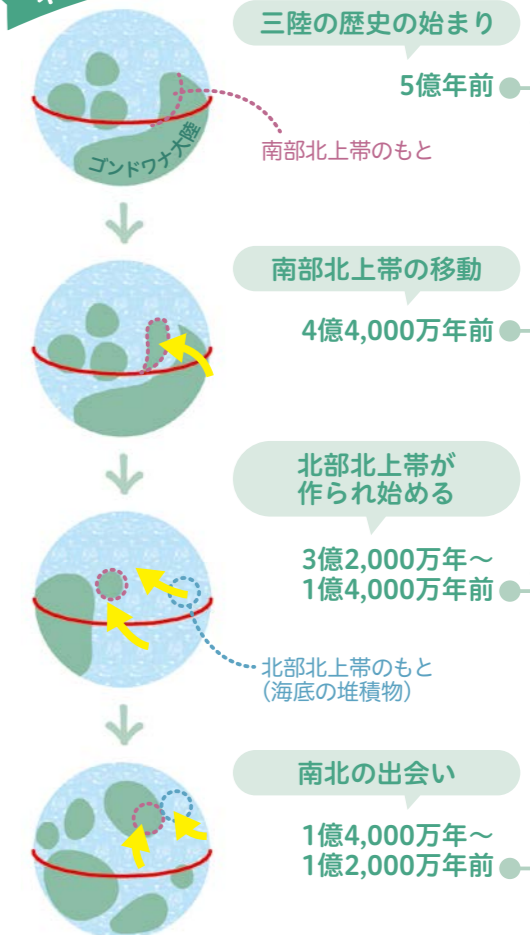 三陸の歴史の始まり
5億年前
ゴンドワナ大陸
南部北上帯のもと
南部北上帯の移動
4億4,000万年前
北部北上帯が
作られ始める
3億2,000万年～
1億4,000万年前
北部北上帯のもと
（海底の堆積物）
南北の出会い
1億4,000万年～
1億2,000万年前